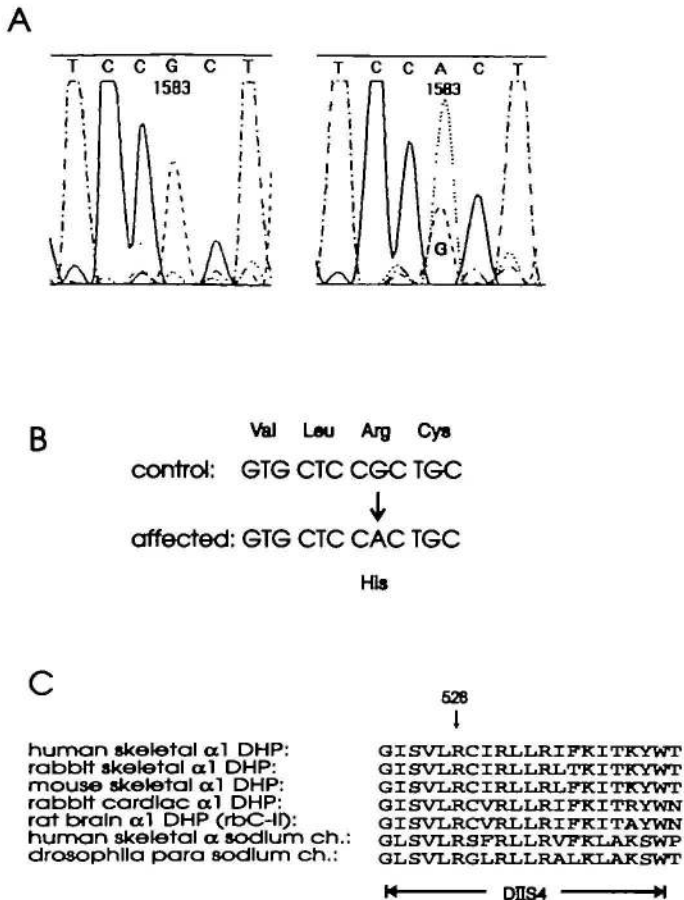 A
T C C G C T
1583
T C C A C T
1583
G
B
Val Leu Arg Cys
control: GTG CTC CGC TGC
affected: GTG CTC CAC TGC
His
C
528
human skeletal α1 DHP: GISVLRCIRLLRIFKITKYWT
rabbit skeletal α1 DHP: GISVLRCIRLLRLTKITKYWT
mouse skeletal α1 DHP: GISVLRCIRLLRLFKITKYWT
rabbit cardiac α1 DHP: GISVLRCVRLLRIFKITRYWN
rat brain α1 DHP (rbC-II): GISVLRCVRLLRIFKITAYWN
human skeletal α sodium ch.: GLSVLRSFRLLRVFKLAKSWP
drosophila para sodium ch.: GLSVLRGLRLLRALKLAKSWT
DIIS4